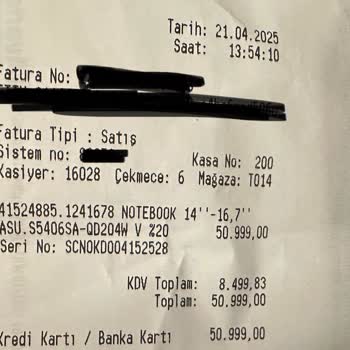 Tarih: 21.04.2025
Saat: 13:54:10
Fatura No:
Fatura Tipi : Satış
Sistem no:
Kasa No: 200
Kasiyer: 16028 Çekmece: 6 Mağaza: T014
41524885.1241678 NOTEBOOK 14''-16,7''
ASU.S5406SA-QD204W V %20 50.999,00
Seri No: SCNOKD004152528
KDV Toplam: 8.499,83
Toplam: 50.999,00
Kredi Kartı / Banka Kartı 50.999,00